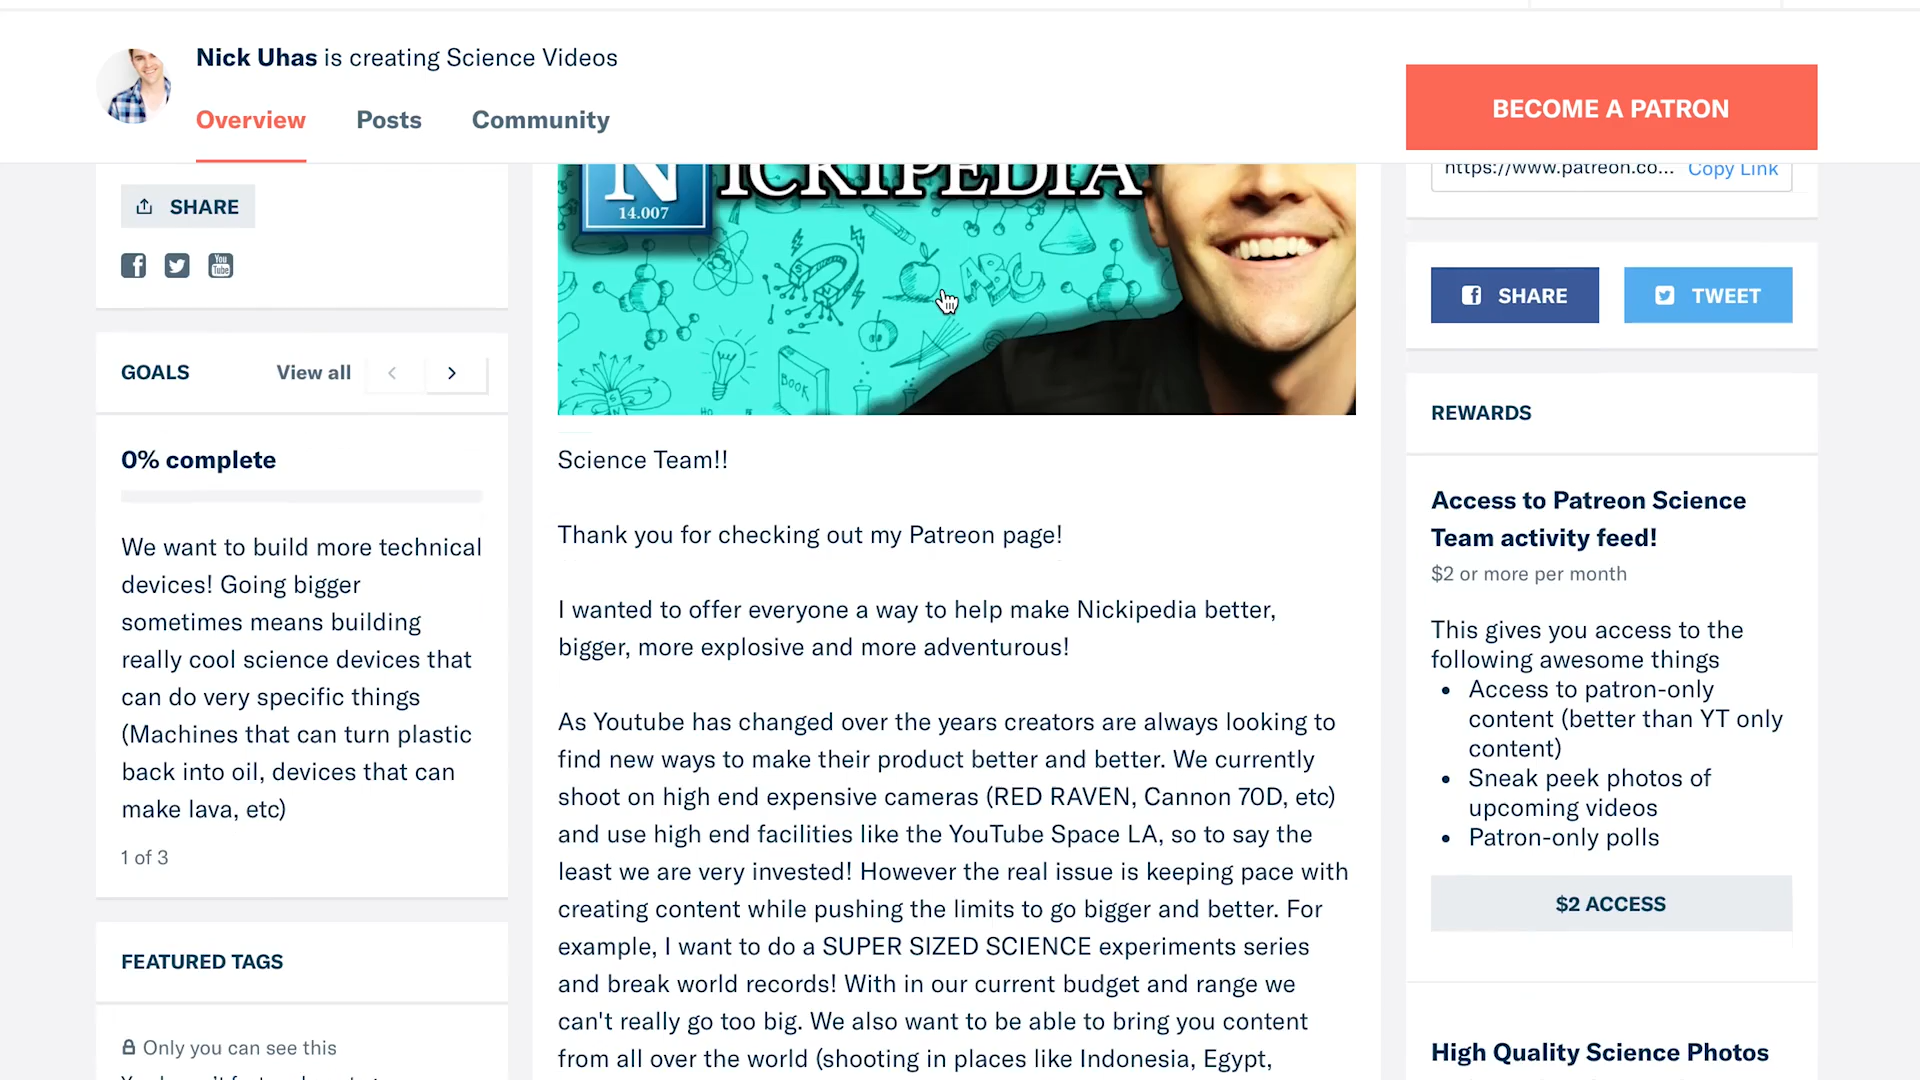 Nick Uhas is creating Science Videos
Overview Posts Community
BECOME A PATRON
SHARE
You
Tube
GOALS View all
0% complete
We want to build more technical
devices! Going bigger
sometimes means building
really cool science devices that
can do very specific things
(Machines that can turn plastic
back into oil, devices that can
make lava, etc)
1 of 3
FEATURED TAGS
Only you can see this
N
14.007
ICKIPEDIA
S
N
ABC
BOOK
Science Team!!
Thank you for checking out my Patreon page!
I wanted to offer everyone a way to help make Nickipedia better,
bigger, more explosive and more adventurous!
As Youtube has changed over the years creators are always looking to
find new ways to make their product better and better. We currently
shoot on high end expensive cameras (RED RAVEN, Cannon 70D, etc)
and use high end facilities like the YouTube Space LA, so to say the
least we are very invested! However the real issue is keeping pace with
creating content while pushing the limits to go bigger and better. For
example, I want to do a SUPER SIZED SCIENCE experiments series
and break world records! With in our current budget and range we
can't really go too big. We also want to be able to bring you content
from all over the world (shooting in places like Indonesia, Egypt,
https://www.patreon.co... Copy Link
SHARE TWEET
REWARDS
Access to Patreon Science
Team activity feed!
$2 or more per month
This gives you access to the
following awesome things
• Access to patron-only
content (better than YT only
content)
• Sneak peek photos of
upcoming videos
• Patron-only polls
$2 ACCESS
High Quality Science Photos